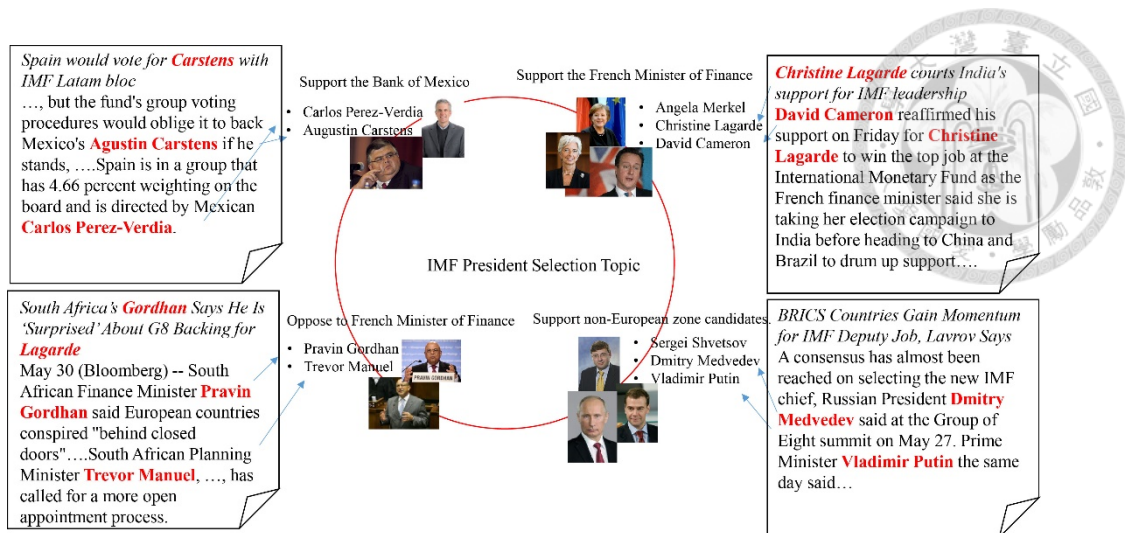 Spain would vote for Carstens with
IMF Latam bloc
…, but the fund's group voting
procedures would oblige it to back
Mexico's Agustin Carstens if he
stands, ….Spain is in a group that
has 4.66 percent weighting on the
board and is directed by Mexican
Carlos Perez-Verdia.
Support the Bank of Mexico
• Carlos Perez-Verdia
• Augustin Carstens
Support the French Minister of Finance
• Angela Merkel
• Christine Lagarde
• David Cameron
Christine Lagarde courts India's
support for IMF leadership
David Cameron reaffirmed his
support on Friday for Christine
Lagarde to win the top job at the
International Monetary Fund as the
French finance minister said she is
taking her election campaign to
India before heading to China and
Brazil to drum up support….
IMF President Selection Topic
South Africa's Gordhan Says He Is
‘Surprised’ About G8 Backing for
Lagarde
May 30 (Bloomberg) -- South
African Finance Minister Pravin
Gordhan said European countries
conspired "behind closed
doors"….South African Planning
Minister Trevor Manuel, …, has
called for a more open
appointment process.
Oppose to French Minister of Finance
• Pravin Gordhan
• Trevor Manuel
PRAVIN GORDHAN
Support non-European zone candidates.
• Sergei Shvetsov
• Dmitry Medvedev
• Vladimir Putin
BRICS Countries Gain Momentum
for IMF Deputy Job, Lavrov Says
A consensus has almost been
reached on selecting the new IMF
chief, Russian President Dmitry
Medvedev said at the Group of
Eight summit on May 27. Prime
Minister Vladimir Putin the same
day said…